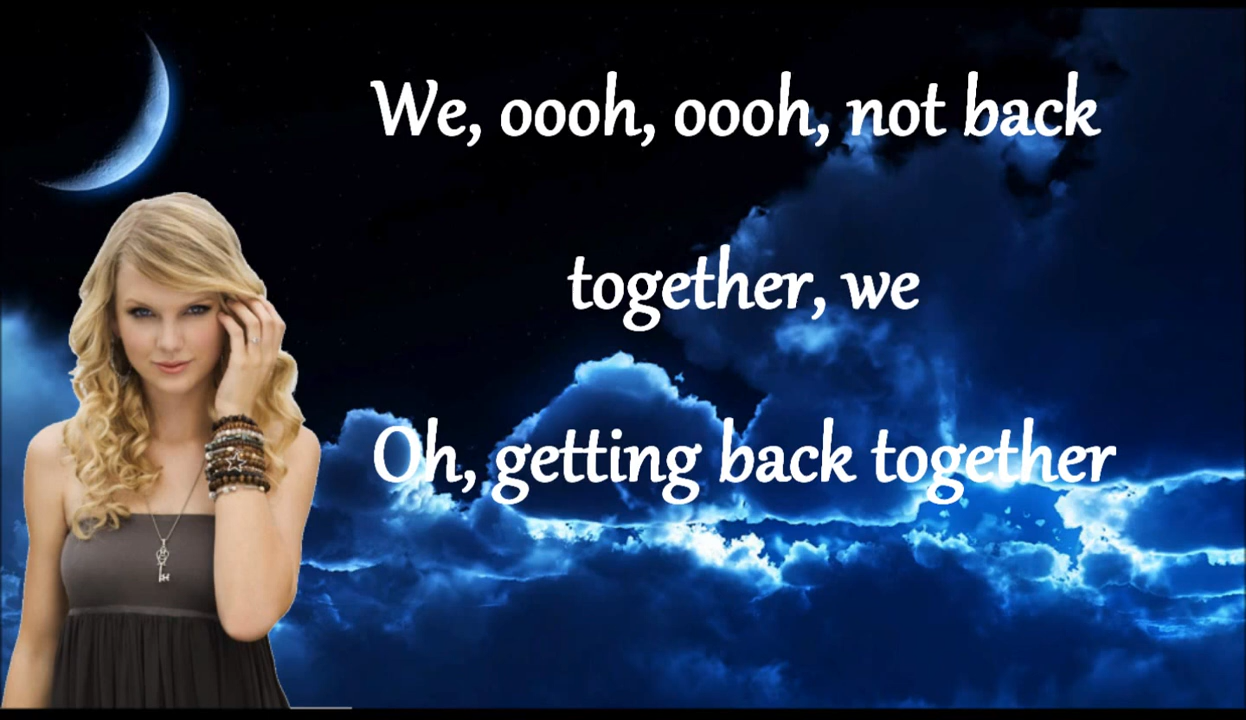 We, oooh, oooh, not back
together, we
Oh, getting back together